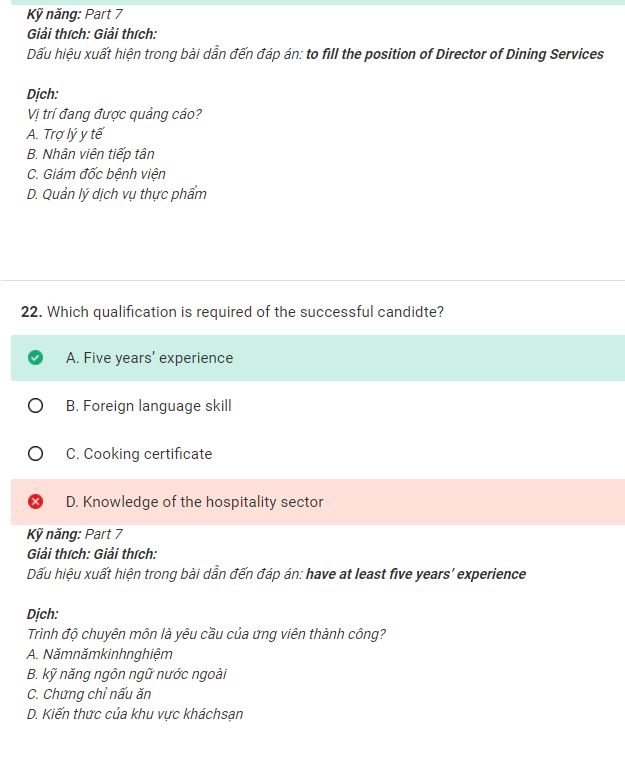 Kỹ năng: Part 7
Giải thích: Giải thích:
Dấu hiệu xuất hiện trong bài dẫn đến đáp án: to fill the position of Director of Dining Services
Dịch:
Vị trí đang được quảng cáo?
A. Trợ lý y tế
B. Nhân viên tiếp tân
C. Giám đốc bệnh viện
D. Quản lý dịch vụ thực phẩm
22. Which qualification is required of the successful candidte?
A. Five years’ experience
B. Foreign language skill
C. Cooking certificate
D. Knowledge of the hospitality sector
Kỹ năng: Part 7
Giải thích: Giải thích:
Dấu hiệu xuất hiện trong bài dẫn đến đáp án: have at least five years’ experience
Dịch:
Trình độ chuyên môn là yêu cầu của ứng viên thành công?
A. Nămnămkinhnghiệm
B. kỹ năng ngôn ngữ nước ngoài
C. Chứng chỉ nấu ăn
D. Kiến thức của khu vực kháchsạn